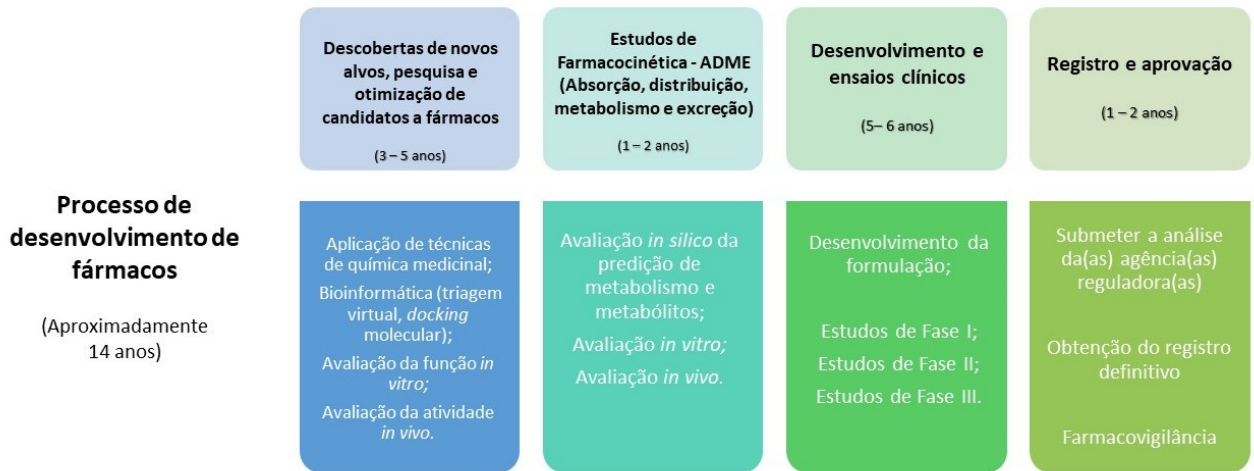 Processo de
desenvolvimento de
fármacos
(Aproximadamente
14 anos)
Descobertas de novos
alvos, pesquisa e
otimização de
candidatos a fármacos
(3 – 5 anos)
Aplicação de técnicas
de química medicinal;
Bioinformática (triagem
virtual, docking
molecular);
Avaliação da função in
vitro;
Avaliação da atividade
in vivo.
Estudos de
Farmacocinética - ADME
(Absorção, distribuição,
metabolismo e excreção)
(1 – 2 anos)
Avaliação in silico da
predição de
metabolismo e
metabólitos;
Avaliação in vitro;
Avaliação in vivo.
Desenvolvimento e
ensaios clínicos
(5– 6 anos)
Desenvolvimento da
formulação;
Estudos de Fase I;
Estudos de Fase II;
Estudos de Fase III.
Registro e aprovação
(1 – 2 anos)
Submeter a análise
da(as) agência(as)
reguladora(as)
Obtenção do registro
definitivo
Farmacovigilância